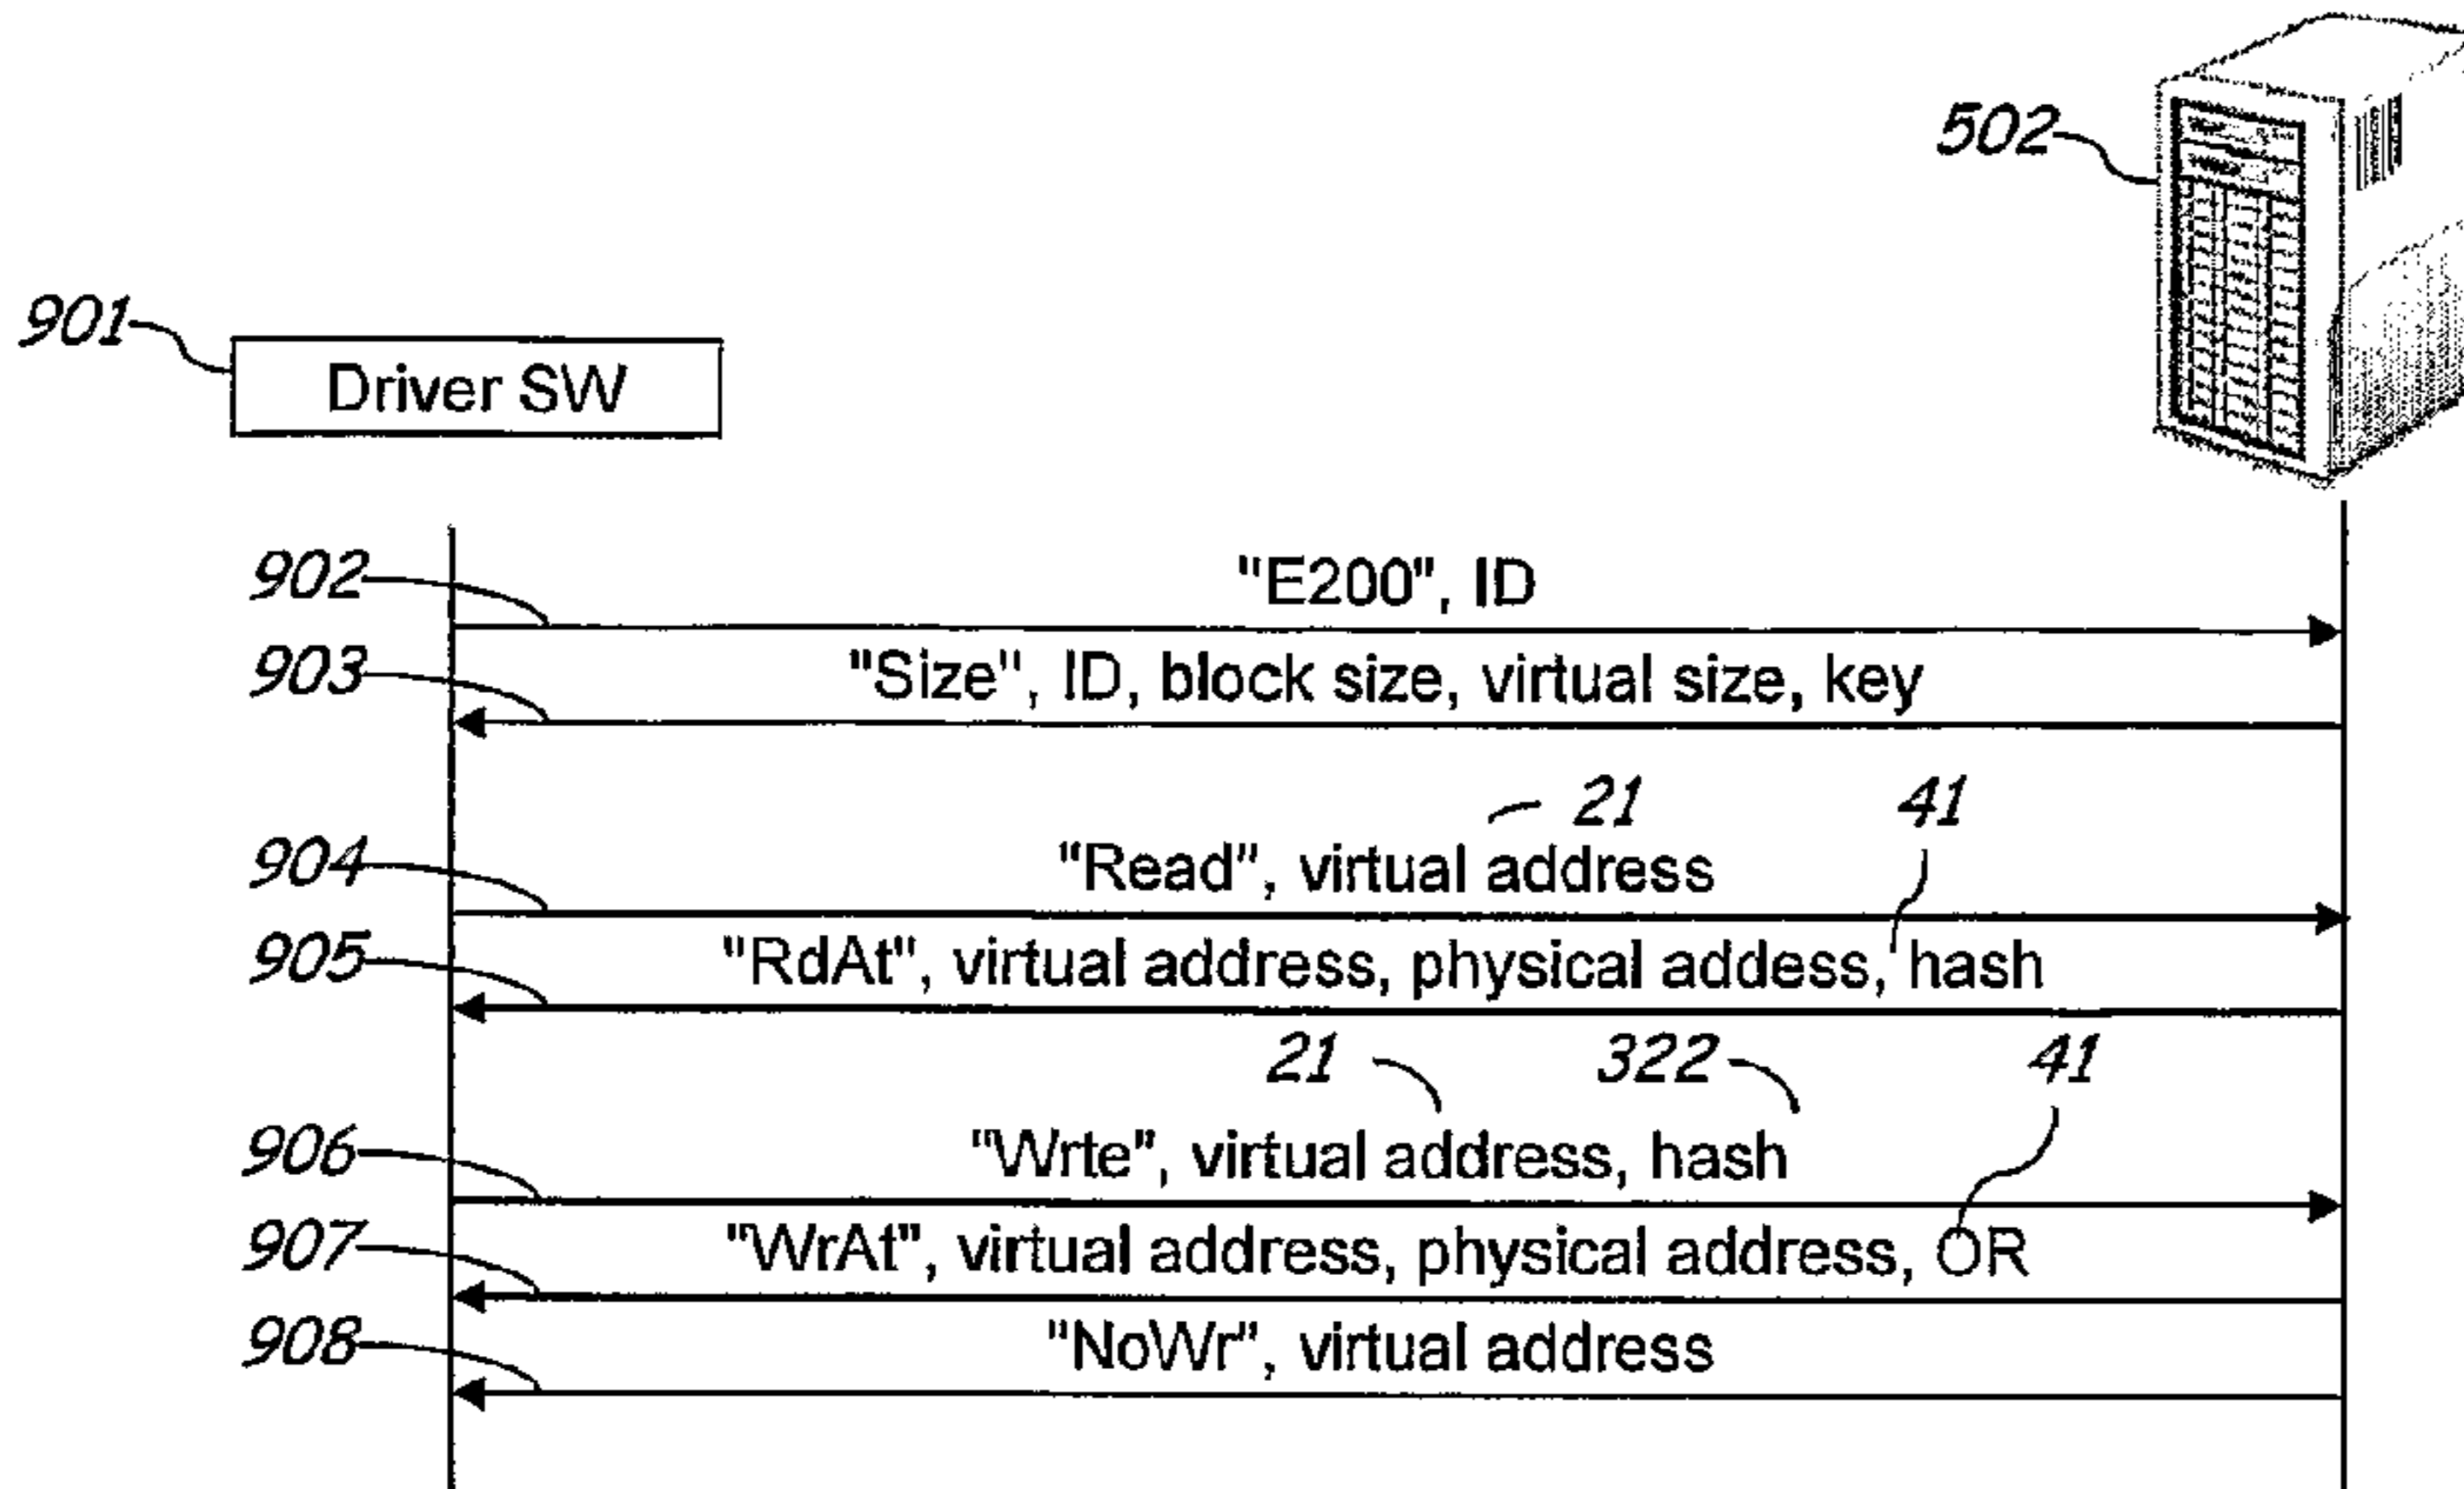 502
901
Driver SW
902
"E200", ID
903
"Size", ID, block size, virtual size, key
21
41
904
"Read", virtual address
905
"RdAt", virtual address, physical addess, hash
21
322
41
906
"Wrte", virtual address, hash
907
"WrAt", virtual address, physical address, OR
908
"NoWr", virtual address